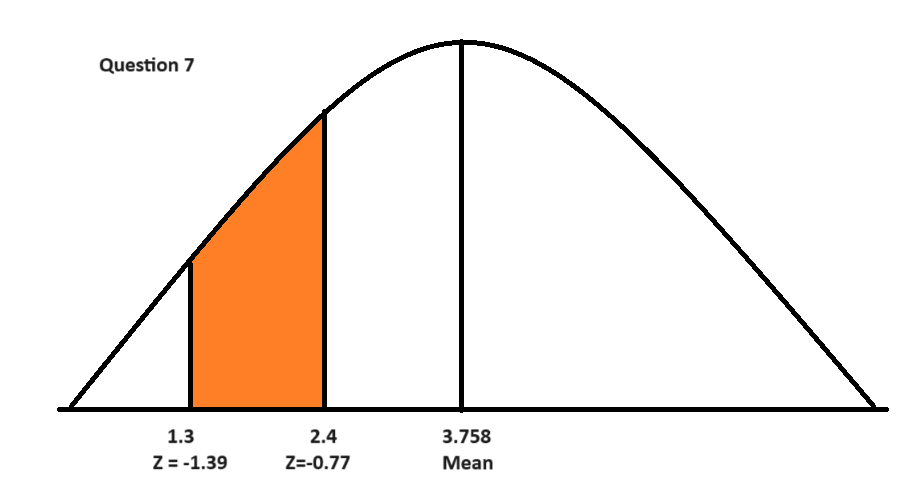 Question 7
1.3 2.4 3.758
Z = -1.39 Z=-0.77 Mean